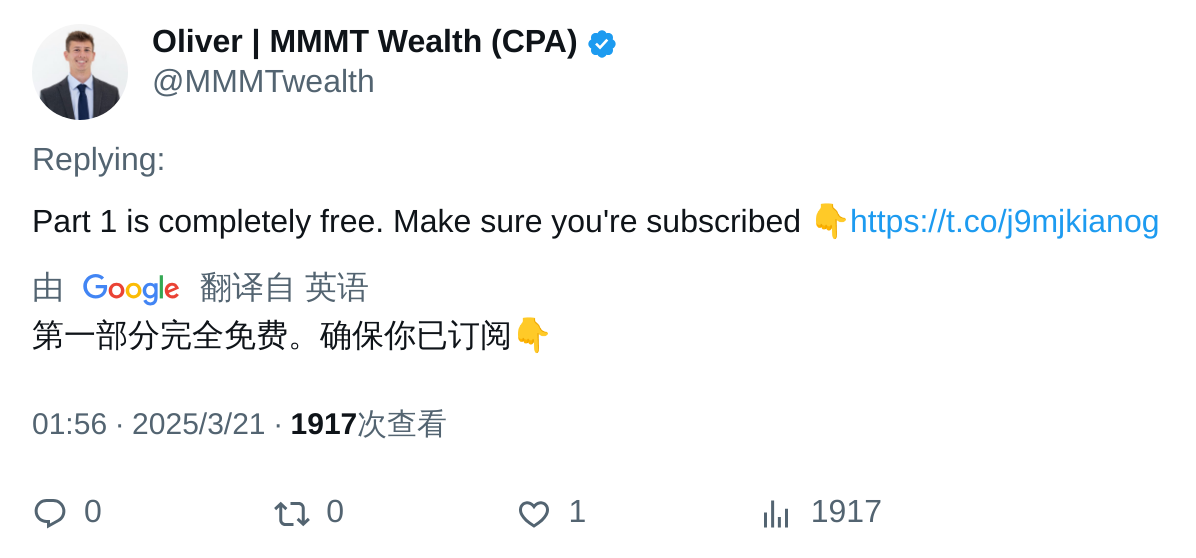 Oliver | MMMT Wealth (CPA)
@MMMTwealth
Replying:
Part 1 is completely free. Make sure you're subscribed 👇https://t.co/j9mjkianog
由 Google 翻译自 英语
第一部分完全免费。确保你已订阅👇
01:56 · 2025/3/21 · 1917次查看
0 0 1 1917